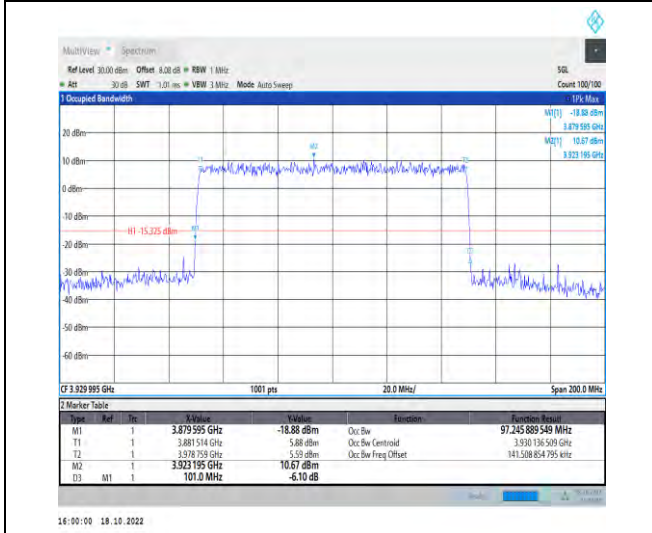 MultiView Spectrum
Ref Level 30.00 dBm Offset 8.00 dB RBW 1 MHz SGL
Att 30 dB SWT 1.01 ms VBW 3 MHz Mode Auto Sweep Count 100/100
1 Occupied Bandwidth 1Pk Max
M1[1] -18.88 dBm
3.879 595 GHz
M2[1] 10.67 dBm
3.923 195 GHz
20 dBm
M2
10 dBm
T1
0 dBm
-10 dBm
H1 -15.325 dBm
M1
-20 dBm
-30 dBm
-40 dBm
-50 dBm
-60 dBm
CF 3.929 995 GHz 1001 pts 20.0 MHz/ Span 200.0 MHz
2 Marker Table
Type Ref Trc X-Value Y-Value Function Function Result
M1 1 3.879 595 GHz -18.88 dBm Occ Bw 97.245 889 549 MHz
T1 1 3.881 514 GHz 5.88 dBm Occ Bw Centroid 3.930 136 509 GHz
T2 1 3.978 759 GHz 5.59 dBm Occ Bw Freq Offset 141.508 854 795 kHz
M2 1 3.923 195 GHz 10.67 dBm
D3 M1 1 101.0 MHz -6.10 dB
16:00:00 18.10.2022